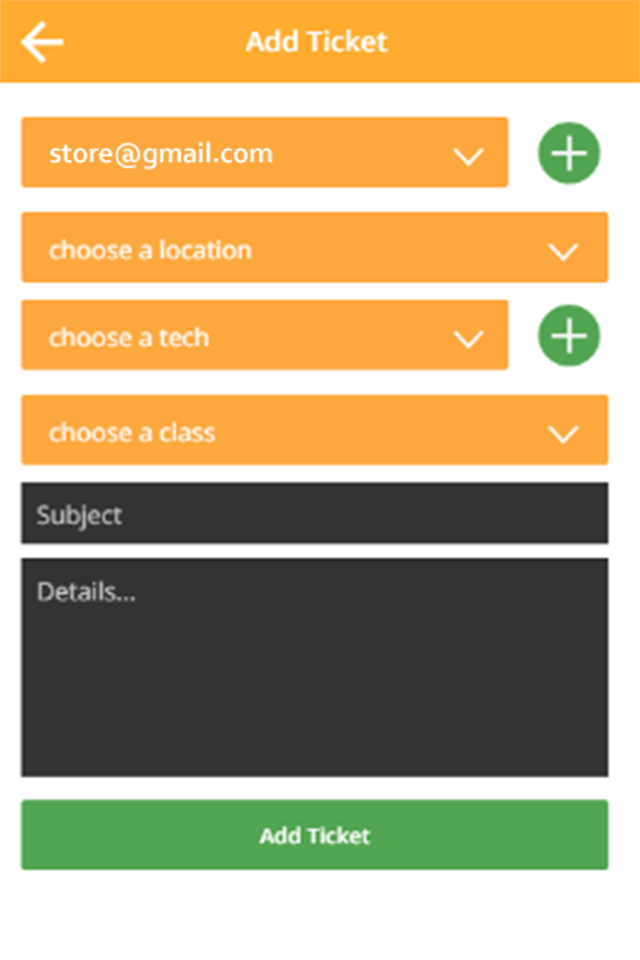 Add Ticket
store@gmail.com
choose a location
choose a tech
choose a class
Subject
Details...
Add Ticket